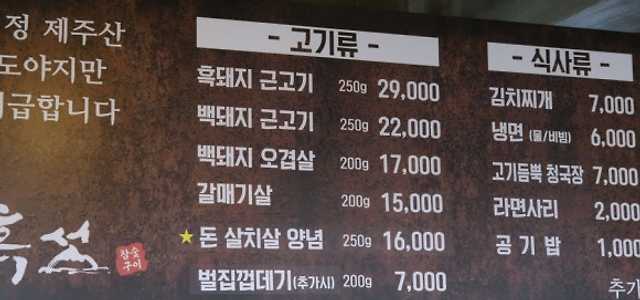 정 제주산
도야지만
급합니다
흑섬
참숯
구이
- 고기류 -
흑돼지 근고기 250g 29,000
백돼지 근고기 250g 22,000
백돼지 오겹살 200g 17,000
갈매기살 200g 15,000
★ 돈 살치살 양념 250g 16,000
벌집껍데기(추가시) 200g 7,000
- 식사류 -
김치찌개 7,000
냉면 (물/비빔) 6,000
고기듬뿍 청국장 7,000
라면사리 2,000
공기밥 1,000
추가